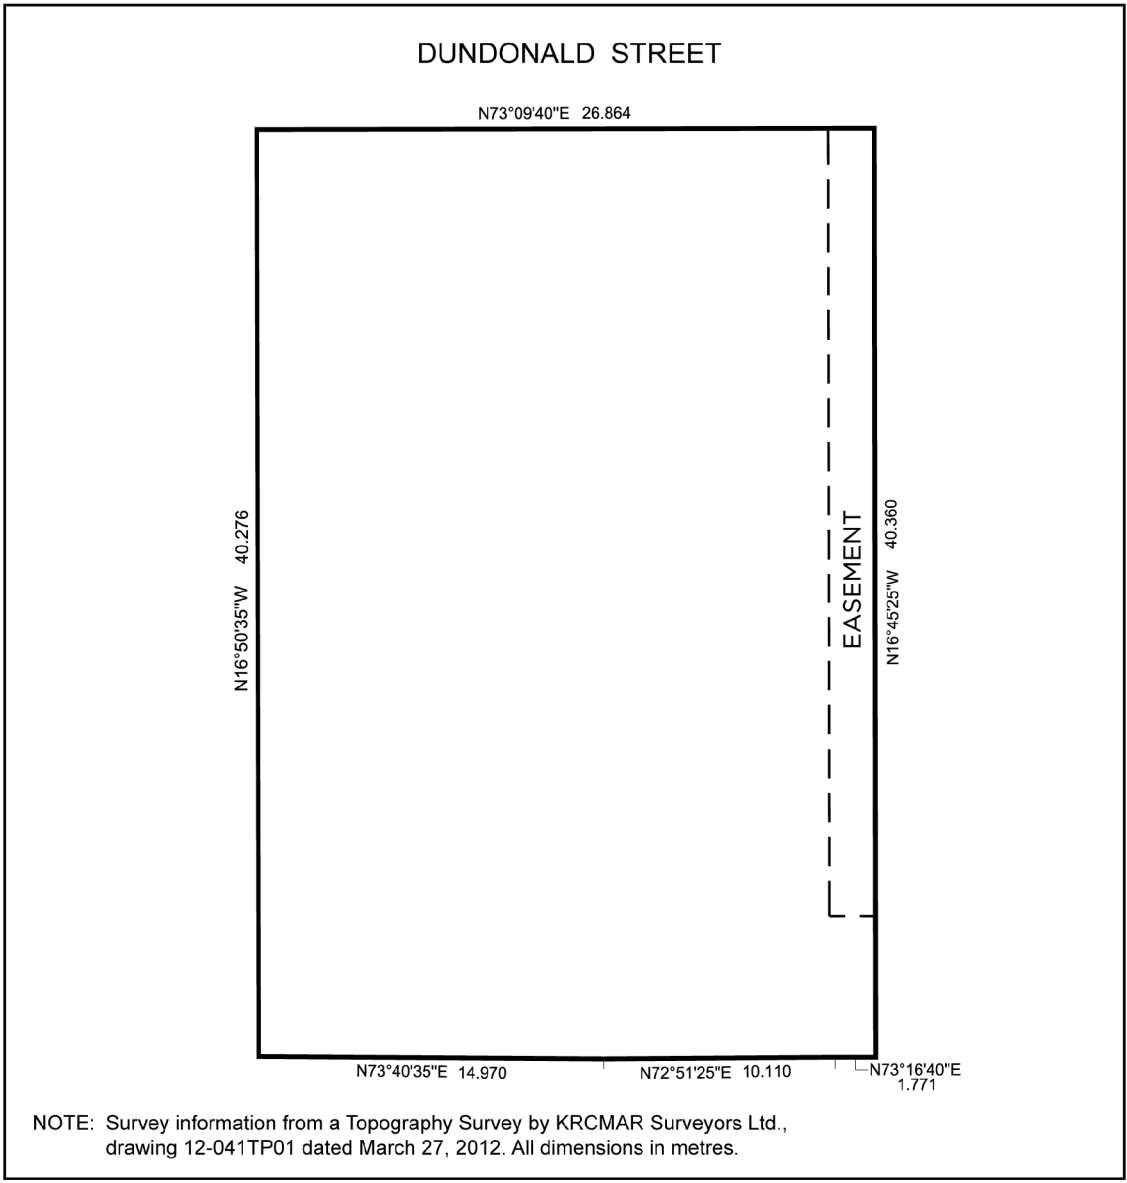 DUNDONALD STREET
N73°09'40"E 26.864
N16°50'35"W 40.276
EASEMENT
N16°45'25"W 40.360
N73°40'35"E 14.970
N72°51'25"E 10.110
N73°16'40"E
1.771
NOTE: Survey information from a Topography Survey by KRCMAR Surveyors Ltd.,
drawing 12-041TP01 dated March 27, 2012. All dimensions in metres.